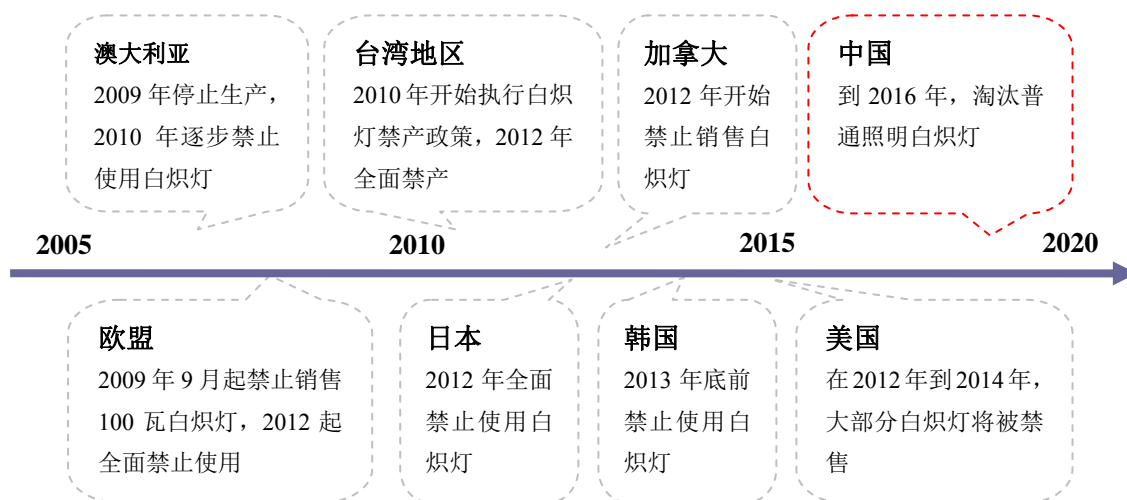 澳大利亚
2009 年停止生产，
2010 年逐步禁止
使用白炽灯
台湾地区
2010 年开始执行白炽
灯禁产政策，2012 年
全面禁产
加拿大
2012 年开始
禁止销售白
炽灯
中国
到 2016 年，淘汰普
通照明白炽灯
2005
2010
2015
2020
欧盟
2009 年 9 月起禁止销售
100 瓦白炽灯，2012 起
全面禁止使用
日本
2012 年全面
禁止使用白
炽灯
韩国
2013 年底前
禁止使用白
炽灯
美国
在 2012 年到 2014 年，
大部分白炽灯将被禁
售